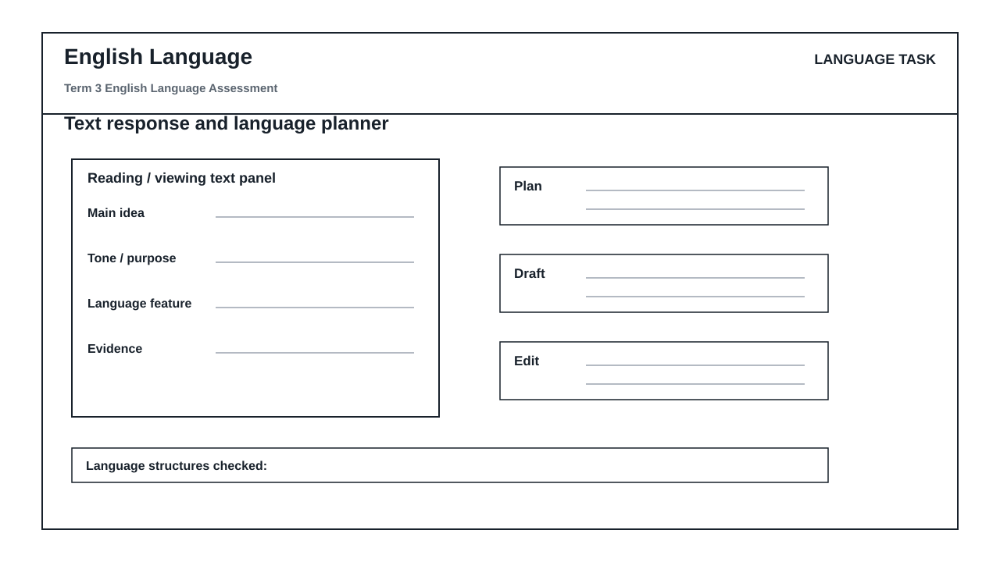 English Language
LANGUAGE TASK
Term 3 English Language Assessment
Text response and language planner
Reading / viewing text panel
Main idea
Tone / purpose
Language feature
Evidence
Plan
Draft
Edit
Language structures checked: